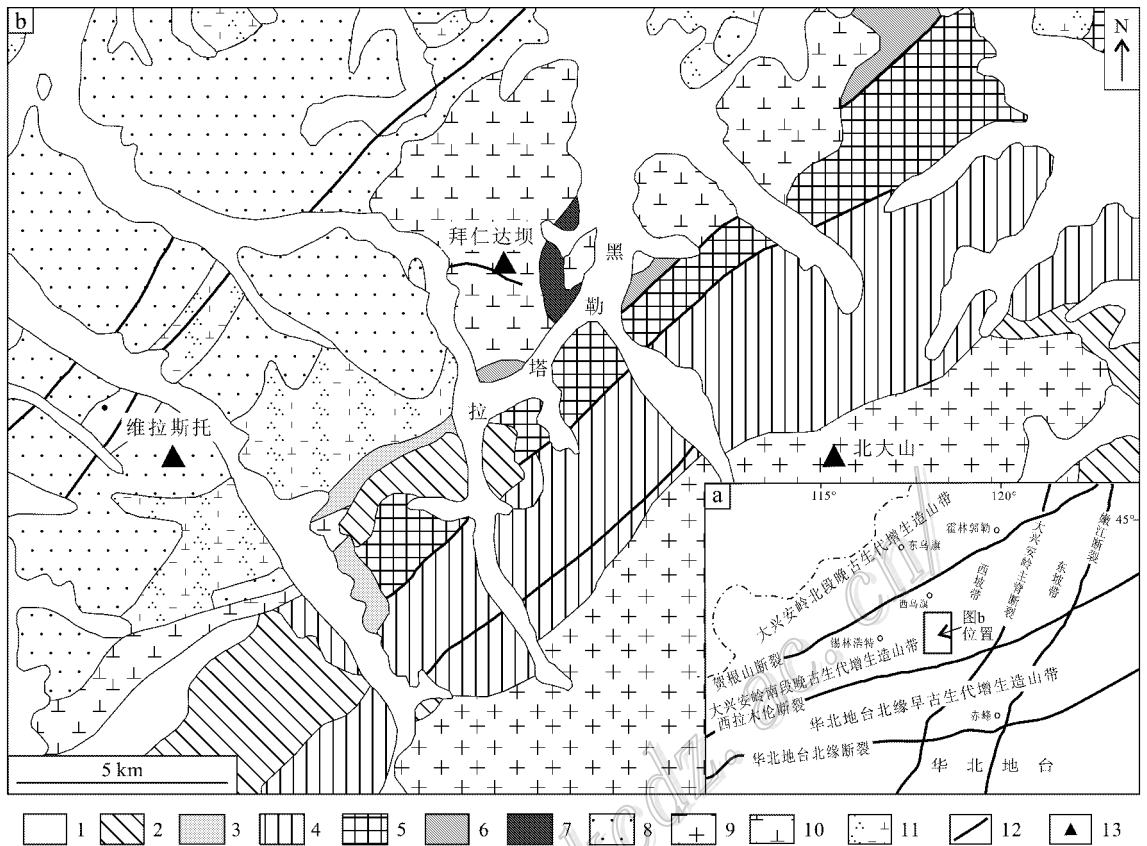 b
N
拜仁达坝
黑
勒
塔
拉
维拉斯托
北大山
5 km
a
115°
120°
45°
大兴安岭北段晚古生代增生造山带
霍林郭勒
东乌旗
西乌旗
锡林浩特
大兴安岭主脊断裂
嫩江断裂
西坡带
东坡带
图b
位置
贺根山断裂
大兴安岭南段晚古生代增生造山带
西拉木伦断裂
华北地台北缘早古生代增生造山带
赤峰
华北地台北缘断裂
华北地台
1 2 3 4 5 6 7 8 9 10 11 12 13